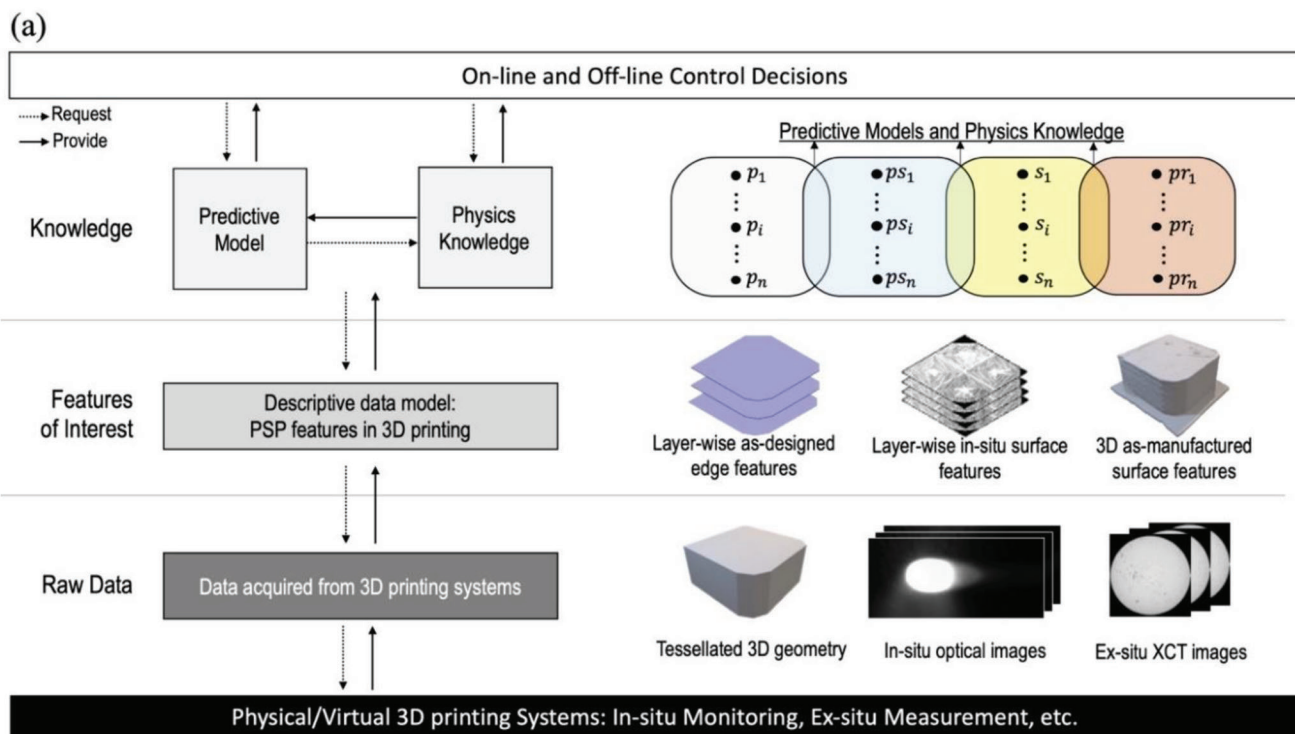 (a)
On-line and Off-line Control Decisions
Request
Provide
Knowledge
Predictive
Model
Physics
Knowledge
Predictive Models and Physics Knowledge
p₁ ps₁ s₁ pr₁
pᵢ psᵢ sᵢ prᵢ
pₙ psₙ sₙ prₙ
Features
of Interest
Descriptive data model:
PSP features in 3D printing
Layer-wise as-designed
edge features
Layer-wise in-situ surface
features
3D as-manufactured
surface features
Raw Data
Data acquired from 3D printing systems
Tessellated 3D geometry
In-situ optical images
Ex-situ XCT images
Physical/Virtual 3D printing Systems: In-situ Monitoring, Ex-situ Measurement, etc.